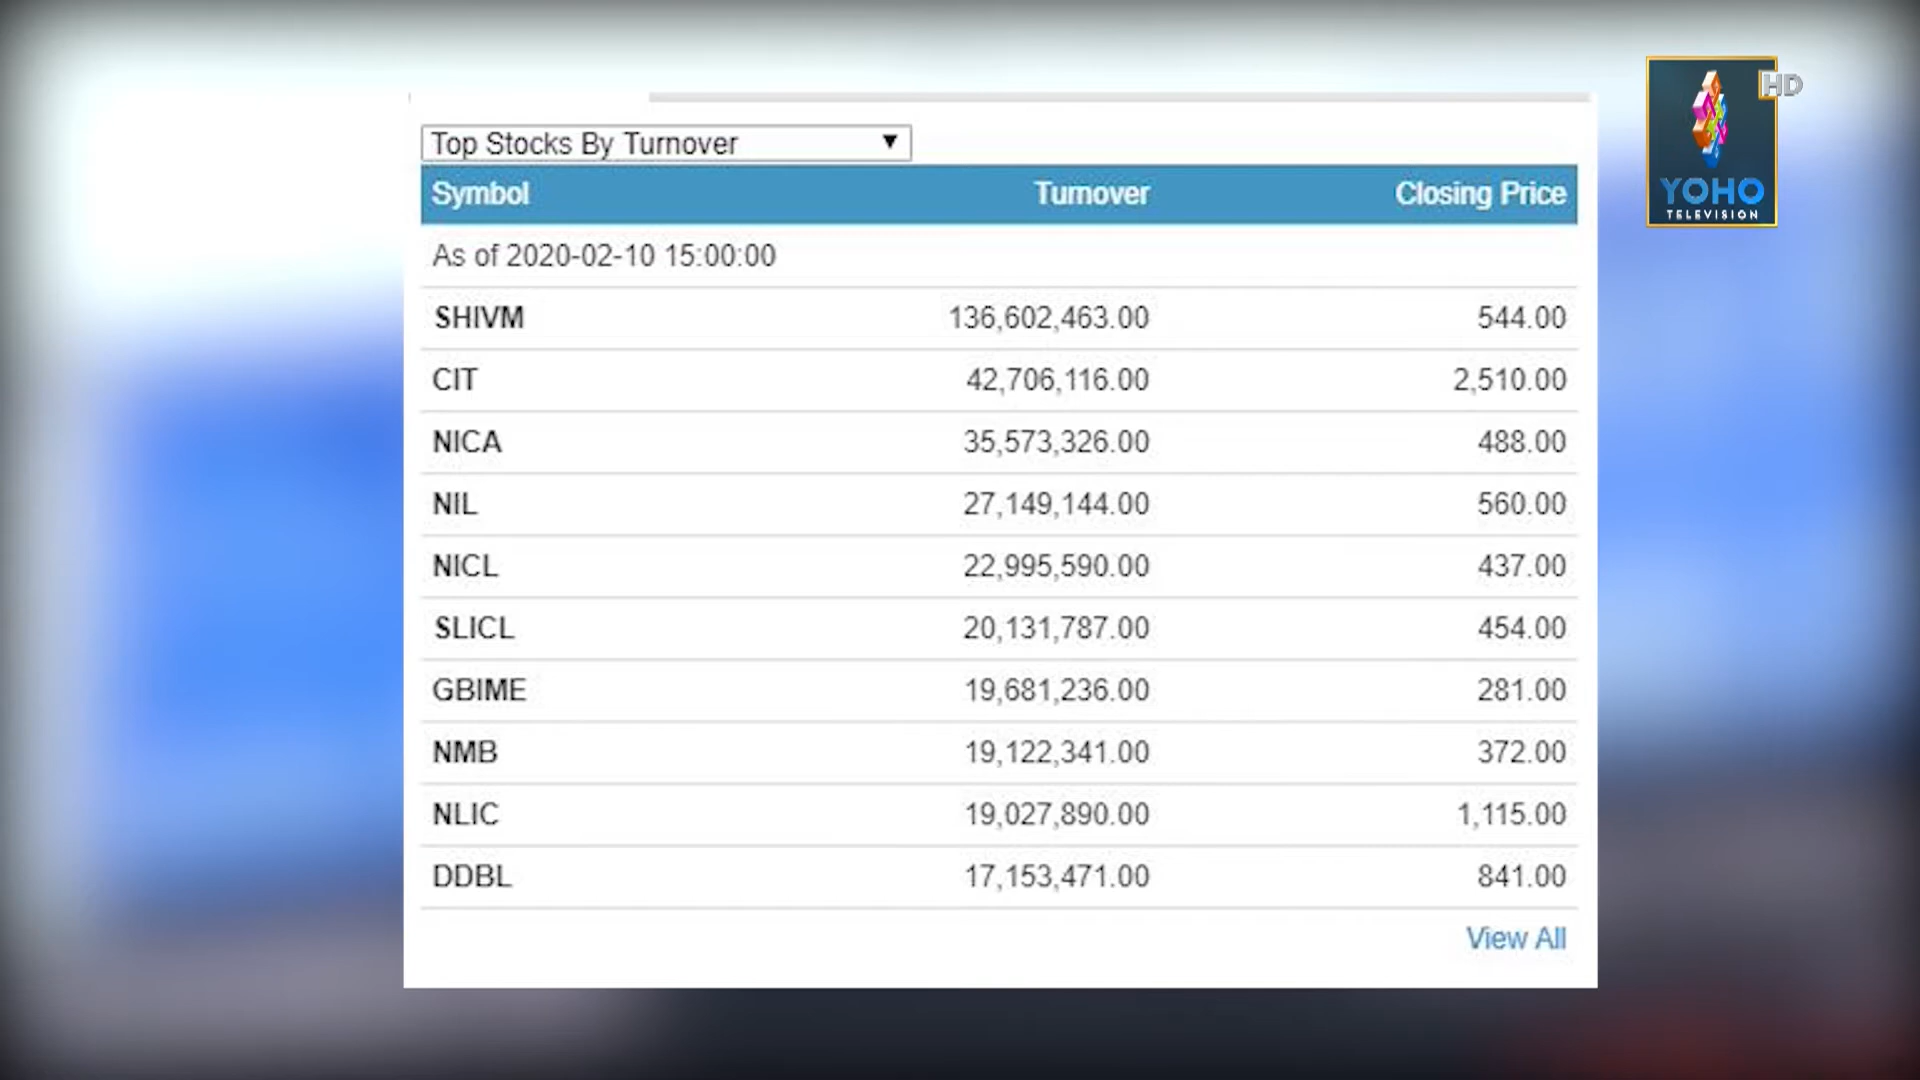 HD
YOHO
TELEVISION
Top Stocks By Turnover
Symbol Turnover Closing Price
As of 2020-02-10 15:00:00
SHIVM 136,602,463.00 544.00
CIT 42,706,116.00 2,510.00
NICA 35,573,326.00 488.00
NIL 27,149,144.00 560.00
NICL 22,995,590.00 437.00
SLICL 20,131,787.00 454.00
GBIME 19,681,236.00 281.00
NMB 19,122,341.00 372.00
NLIC 19,027,890.00 1,115.00
DDBL 17,153,471.00 841.00
View All